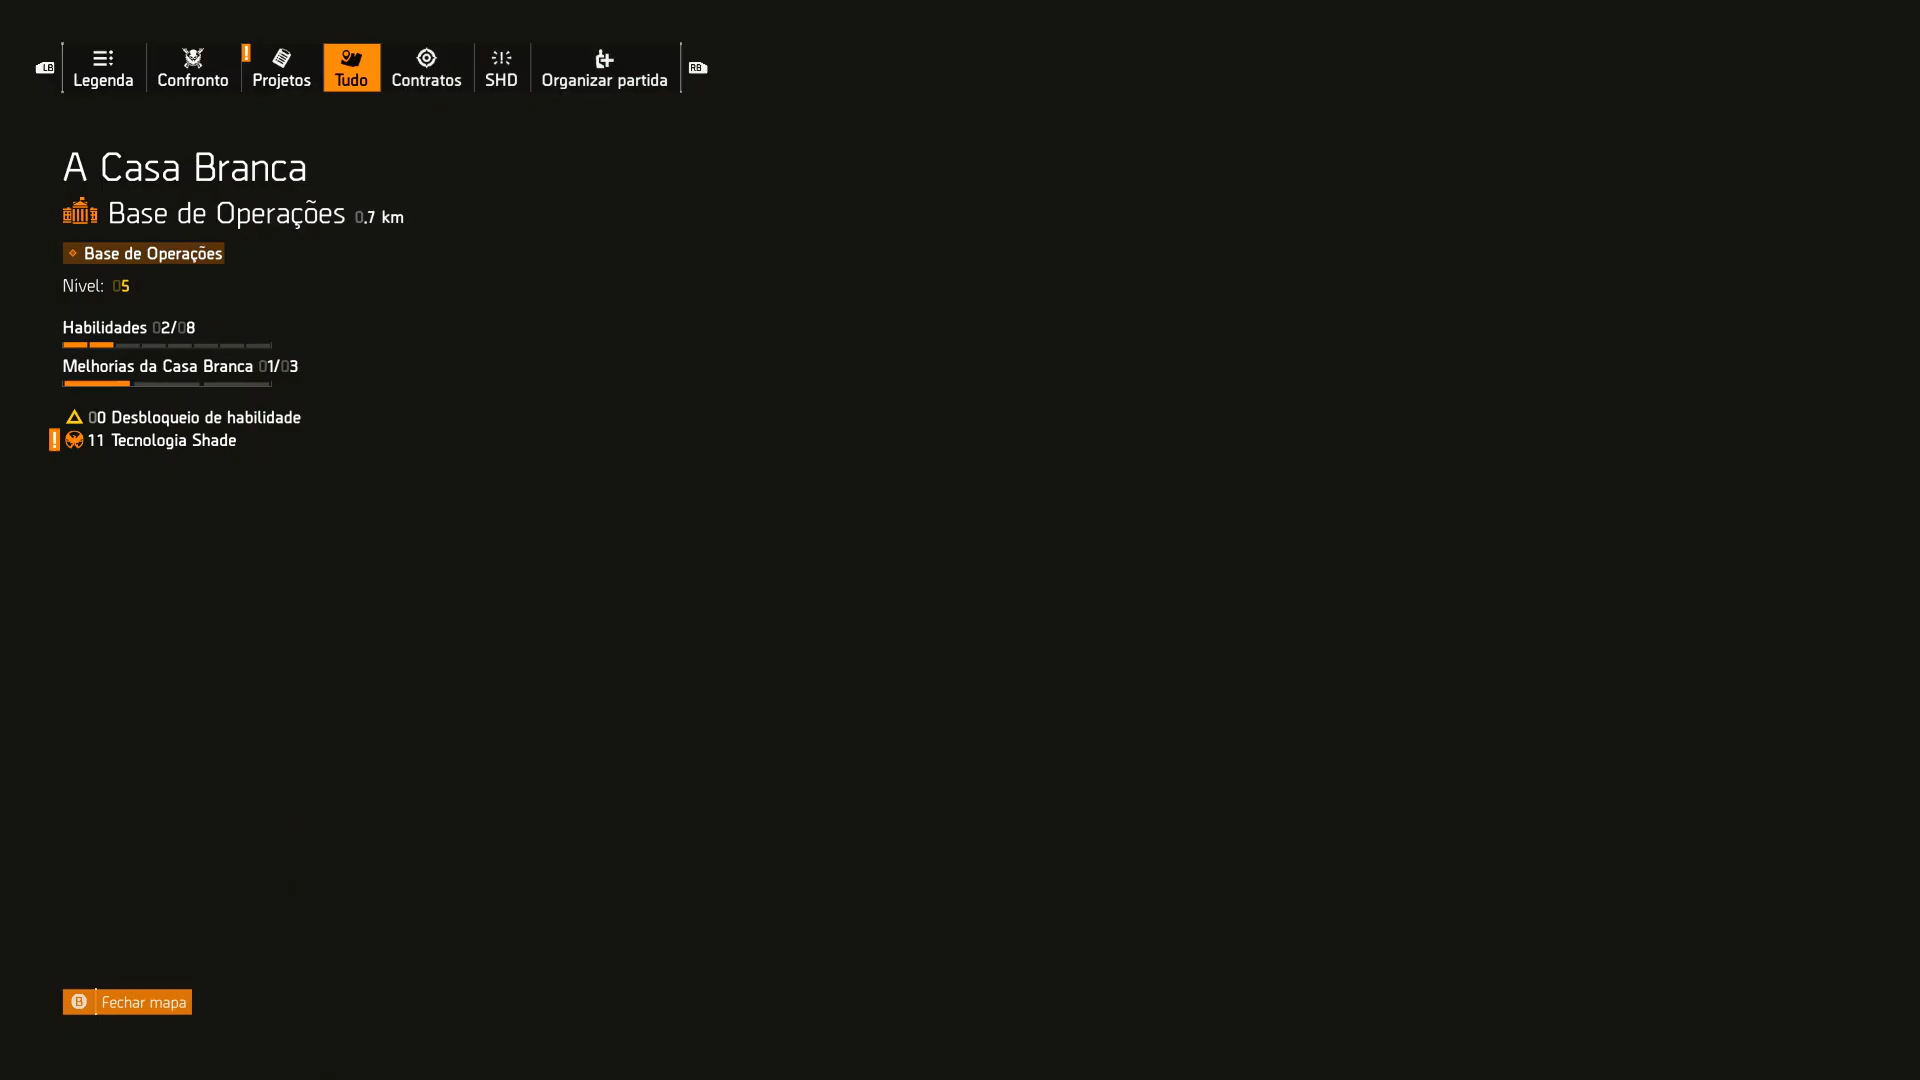 LB Legenda Confronto ! Projetos Tudo Contratos SHD Organizar partida RB
A Casa Branca
Base de Operações 0.7 km
Base de Operações
Nível: 05
Habilidades 02/08
Melhorias da Casa Branca 01/03
00 Desbloqueio de habilidade
! 11 Tecnologia Shade
B Fechar mapa